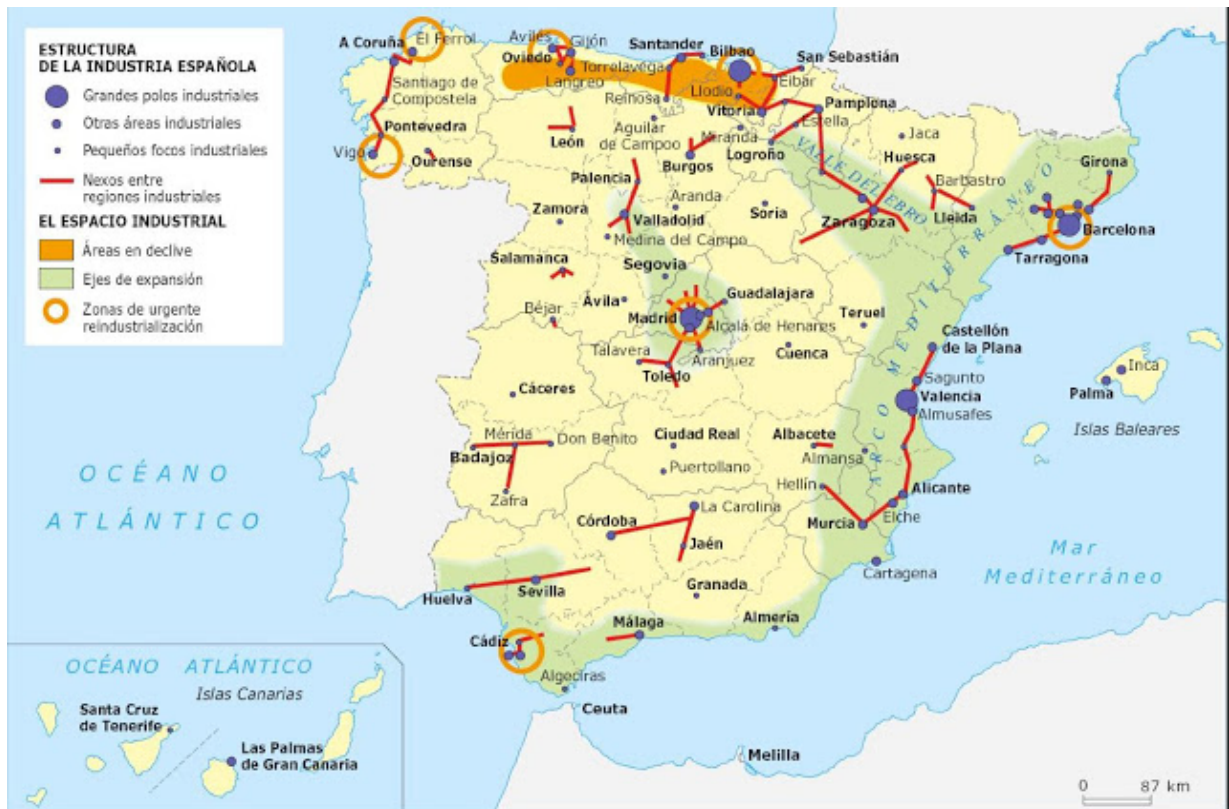 ESTRUCTURA
DE LA INDUSTRIA ESPAÑOLA
Grandes polos industriales
Otras áreas industriales
Pequeños focos industriales
Nexos entre
regiones industriales
EL ESPACIO INDUSTRIAL
Áreas en declive
Ejes de expansión
Zonas de urgente
reindustrialización
A Coruña
El Ferrol
Santiago de
Compostela
Pontevedra
Vigo
Ourense
Avilés
Gijón
Oviedo
Langreo
Torrelavega
Santander
Bilbao
San Sebastián
Eibar
Llodio
Reinosa
Vitoria
Pamplona
Estella
Miranda
Aguilar
de Campoo
León
Burgos
Logroño
Palencia
Aranda
Soria
Zamora
Valladolid
Medina del Campo
Jaca
Huesca
Barbastro
VALLE DEL EBRO
Zaragoza
Lleida
Girona
Barcelona
Tarragona
Salamanca
Segovia
Ávila
Béjar
Guadalajara
Madrid
Alcalá de Henares
Talavera
Aranjuez
Toledo
Cuenca
Teruel
ARCO MEDITERRÁNEO
Castellón
de la Plana
Sagunto
Valencia
Almusafes
Inca
Palma
Islas Baleares
Cáceres
Mérida
Don Benito
Badajoz
Zafra
Ciudad Real
Puertollano
Albacete
Almansa
Hellín
Alicante
Elche
Murcia
Cartagena
La Carolina
Córdoba
Jaén
Granada
Sevilla
Huelva
Cádiz
Málaga
Almería
Algeciras
Ceuta
Melilla
OCÉANO
ATLÁNTICO
Mar
Mediterráneo
OCÉANO ATLÁNTICO
Islas Canarias
Santa Cruz
de Tenerife
Las Palmas
de Gran Canaria
0 87 km